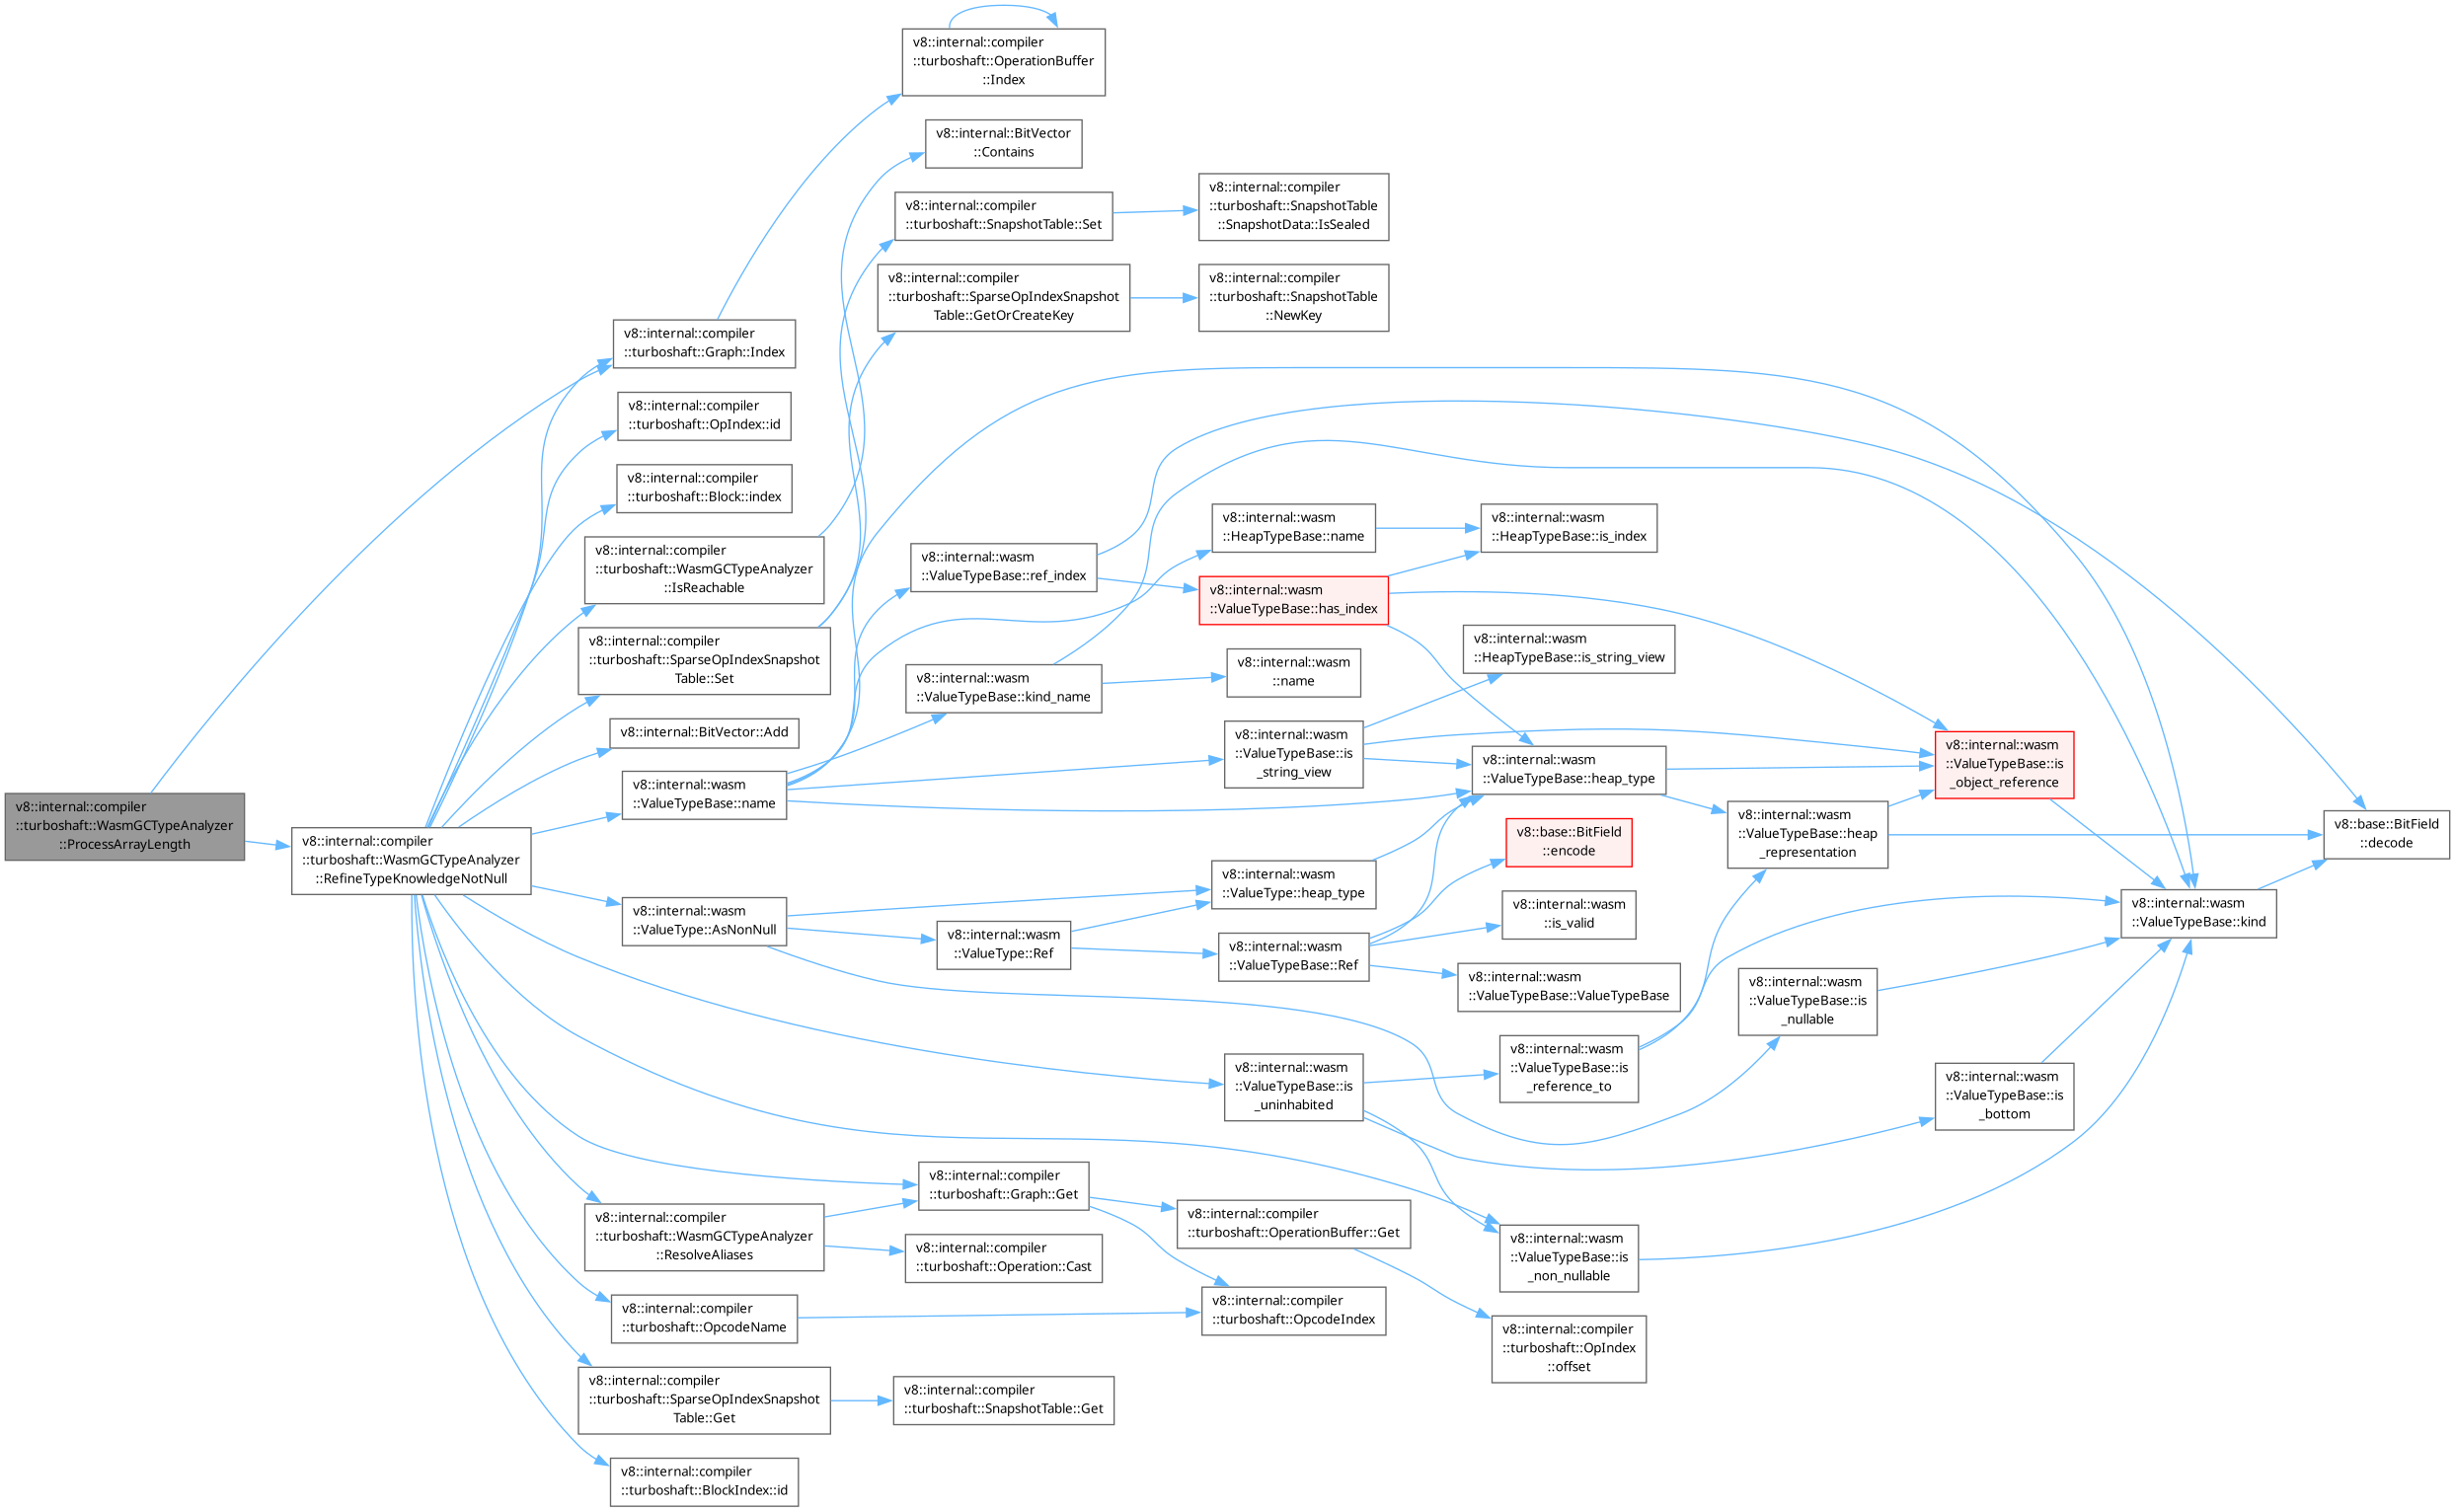 v8::internal::compiler
::turboshaft::WasmGCTypeAnalyzer
::ProcessArrayLength
v8::internal::compiler
::turboshaft::WasmGCTypeAnalyzer
::RefineTypeKnowledgeNotNull
v8::internal::compiler
::turboshaft::Graph::Index
v8::internal::compiler
::turboshaft::OpIndex::id
v8::internal::compiler
::turboshaft::Block::index
v8::internal::compiler
::turboshaft::WasmGCTypeAnalyzer
::IsReachable
v8::internal::compiler
::turboshaft::SparseOpIndexSnapshot
Table::Set
v8::internal::BitVector::Add
v8::internal::wasm
::ValueTypeBase::name
v8::internal::wasm
::ValueType::AsNonNull
v8::internal::compiler
::turboshaft::WasmGCTypeAnalyzer
::ResolveAliases
v8::internal::compiler
::turboshaft::OpcodeName
v8::internal::compiler
::turboshaft::SparseOpIndexSnapshot
Table::Get
v8::internal::compiler
::turboshaft::BlockIndex::id
v8::internal::compiler
::turboshaft::OperationBuffer
::Index
v8::internal::BitVector
::Contains
v8::internal::compiler
::turboshaft::SnapshotTable::Set
v8::internal::compiler
::turboshaft::SparseOpIndexSnapshot
Table::GetOrCreateKey
v8::internal::wasm
::ValueTypeBase::ref_index
v8::internal::wasm
::ValueTypeBase::kind_name
v8::internal::wasm
::ValueType::Ref
v8::internal::compiler
::turboshaft::Graph::Get
v8::internal::compiler
::turboshaft::Operation::Cast
v8::internal::compiler
::turboshaft::SnapshotTable::Get
v8::internal::compiler
::turboshaft::SnapshotTable
::SnapshotData::IsSealed
v8::internal::compiler
::turboshaft::SnapshotTable
::NewKey
v8::internal::wasm
::HeapTypeBase::name
v8::internal::wasm
::ValueTypeBase::has_index
v8::internal::wasm
::name
v8::internal::wasm
::ValueTypeBase::is
_string_view
v8::internal::wasm
::ValueType::heap_type
v8::internal::wasm
::ValueTypeBase::Ref
v8::internal::wasm
::ValueTypeBase::is
_uninhabited
v8::internal::compiler
::turboshaft::OperationBuffer::Get
v8::internal::compiler
::turboshaft::OpcodeIndex
v8::internal::wasm
::HeapTypeBase::is_index
v8::internal::wasm
::HeapTypeBase::is_string_view
v8::internal::wasm
::ValueTypeBase::heap_type
v8::base::BitField
::encode
v8::internal::wasm
::is_valid
v8::internal::wasm
::ValueTypeBase::ValueTypeBase
v8::internal::wasm
::ValueTypeBase::is
_reference_to
v8::internal::wasm
::ValueTypeBase::is
_non_nullable
v8::internal::compiler
::turboshaft::OpIndex
::offset
v8::internal::wasm
::ValueTypeBase::heap
_representation
v8::internal::wasm
::ValueTypeBase::is
_nullable
v8::internal::wasm
::ValueTypeBase::is
_object_reference
v8::internal::wasm
::ValueTypeBase::is
_bottom
v8::internal::wasm
::ValueTypeBase::kind
v8::base::BitField
::decode